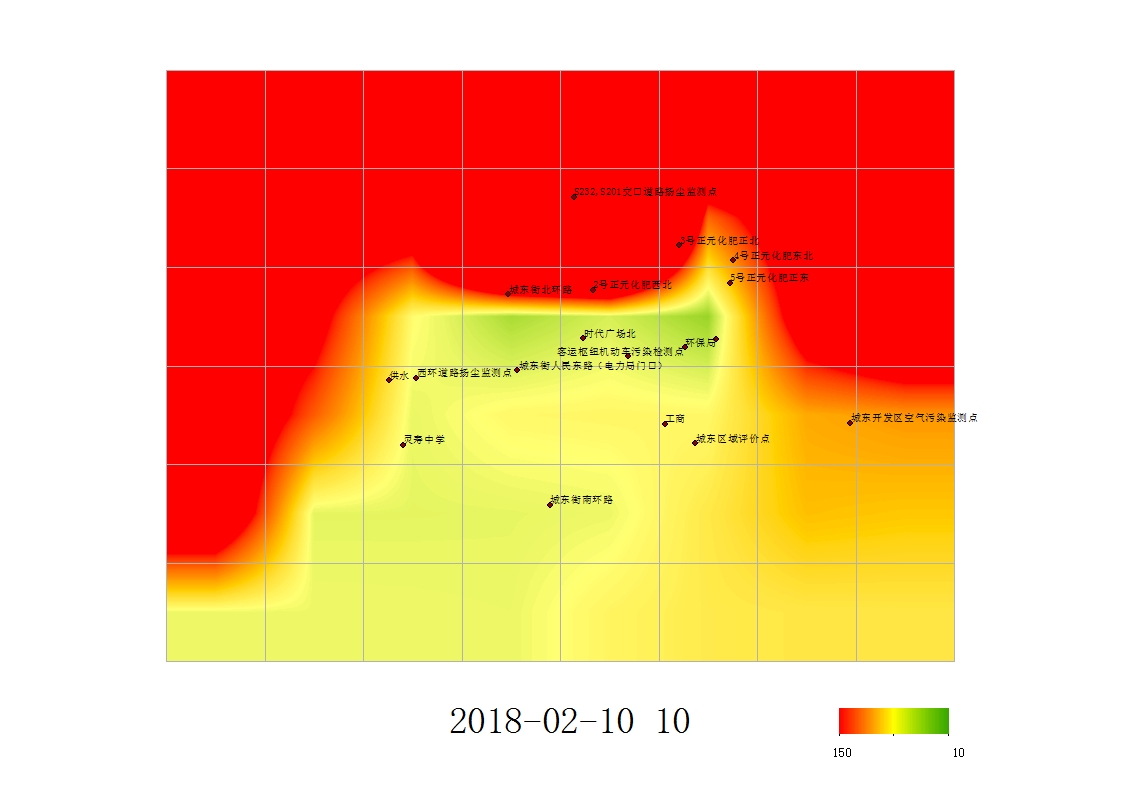 S232,S201交口道路扬尘监测点
3号正元化肥正北
4号正元化肥东北
5号正元化肥正东
2号正元化肥西北
城东街北环路
时代广场北
环保局
客运枢纽机动车污染检测点
城东街人民东路（电力局门口）
供水
西环道路扬尘监测点
工商
城东开发区空气污染监测点
灵寿中学
城东区域评价点
城东街南环路
2018-02-10 10
150
10